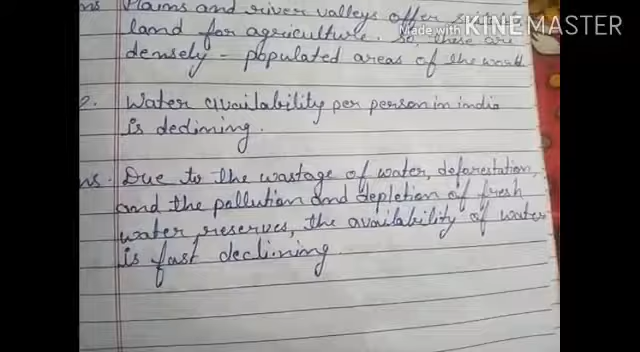 ns Plains and river valleys offer
land for agriculture. So, these are
densely - populated areas of the world
Made with KINEMASTER
2. Water availability per person in india
is declining.
ns. Due to the wastage of water, deforestation,
and the pollution and depletion of fresh
water reserves, the availability of water
is fast declining.